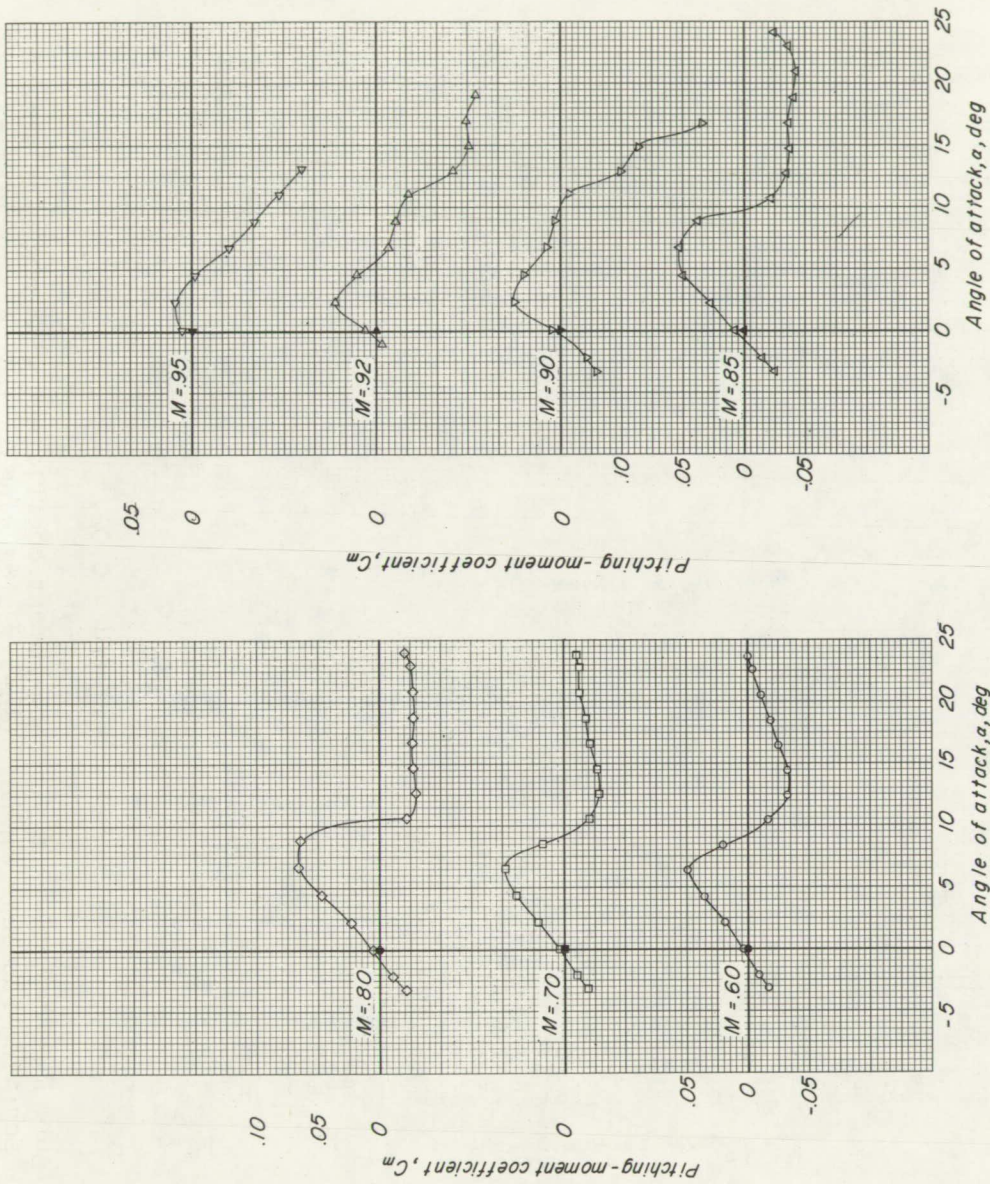 .05
0
0
0
.10
.05
0
-.05
Pitching-moment coefficient, Cm
M=.95
M=.92
M=.90
M=.85
-5 0 5 10 15 20 25
Angle of attack, a, deg
.10
.05
0
0
.05
0
-.05
Pitching-moment coefficient, Cm
M=.80
M=.70
M=.60
-5 0 5 10 15 20 25
Angle of attack, a, deg